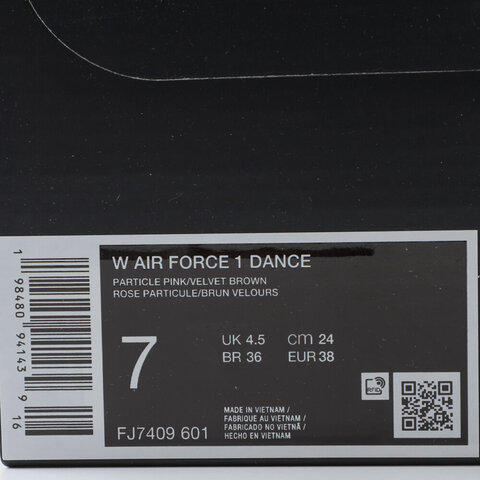 W AIR FORCE 1 DANCE
PARTICLE PINK/VELVET BROWN
ROSE PARTICULE/BRUN VELOURS
7
UK 4.5 cm 24
BR 36 EUR 38
MADE IN VIETNAM /
FABRIQUE AU VIETNAM /
FABRICADO NO VIETNÃ /
HECHO EN VIETNAM
FJ7409 601
RFID
1 98480 94143 9 16